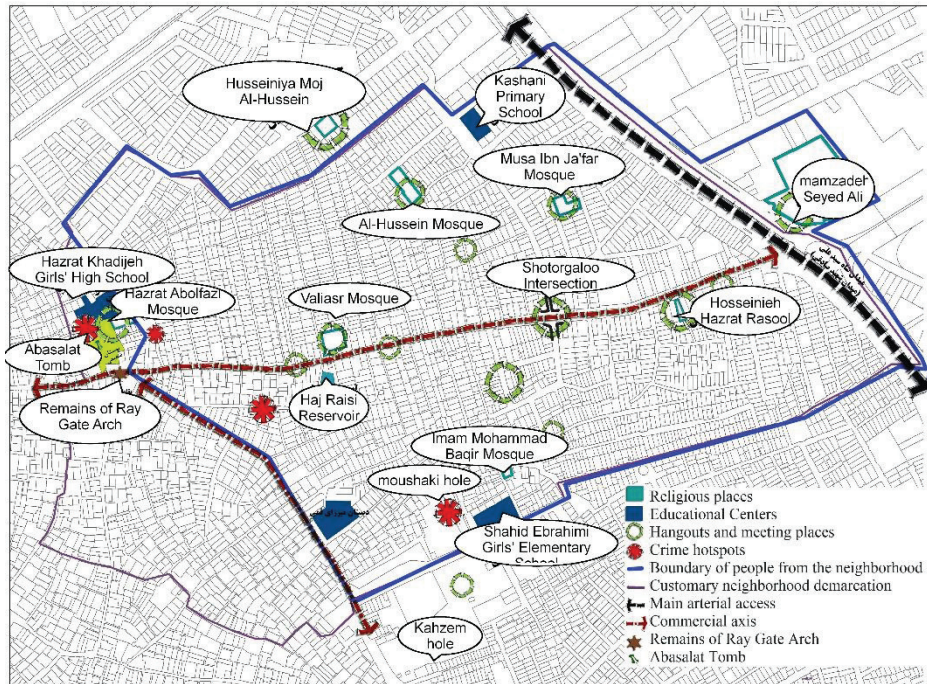 Husseiniya Moj
Al-Hussein
Kashani
Primary
School
Musa Ibn Ja'far
Mosque
mamzadeh
Seyed Ali
Al-Hussein Mosque
Hazrat Khadijeh
Girls' High School
Hazrat Abolfazl
Mosque
Valiasr Mosque
Shotorgaloo
Intersection
Hosseinieh
Hazrat Rasool
Abasalat
Tomb
Remains of Ray
Gate Arch
Haj Raisi
Reservoir
Imam Mohammad
Baqir Mosque
moushaki hole
Shahid Ebrahimi
Girls' Elementary
School
Kahzem
hole
Religious places
Educational Centers
Hangouts and meeting places
Crime hotspots
Boundary of people from the neighborhood
Customary neighborhood demarcation
Main arterial access
Commercial axis
Remains of Ray Gate Arch
Abasalat Tomb